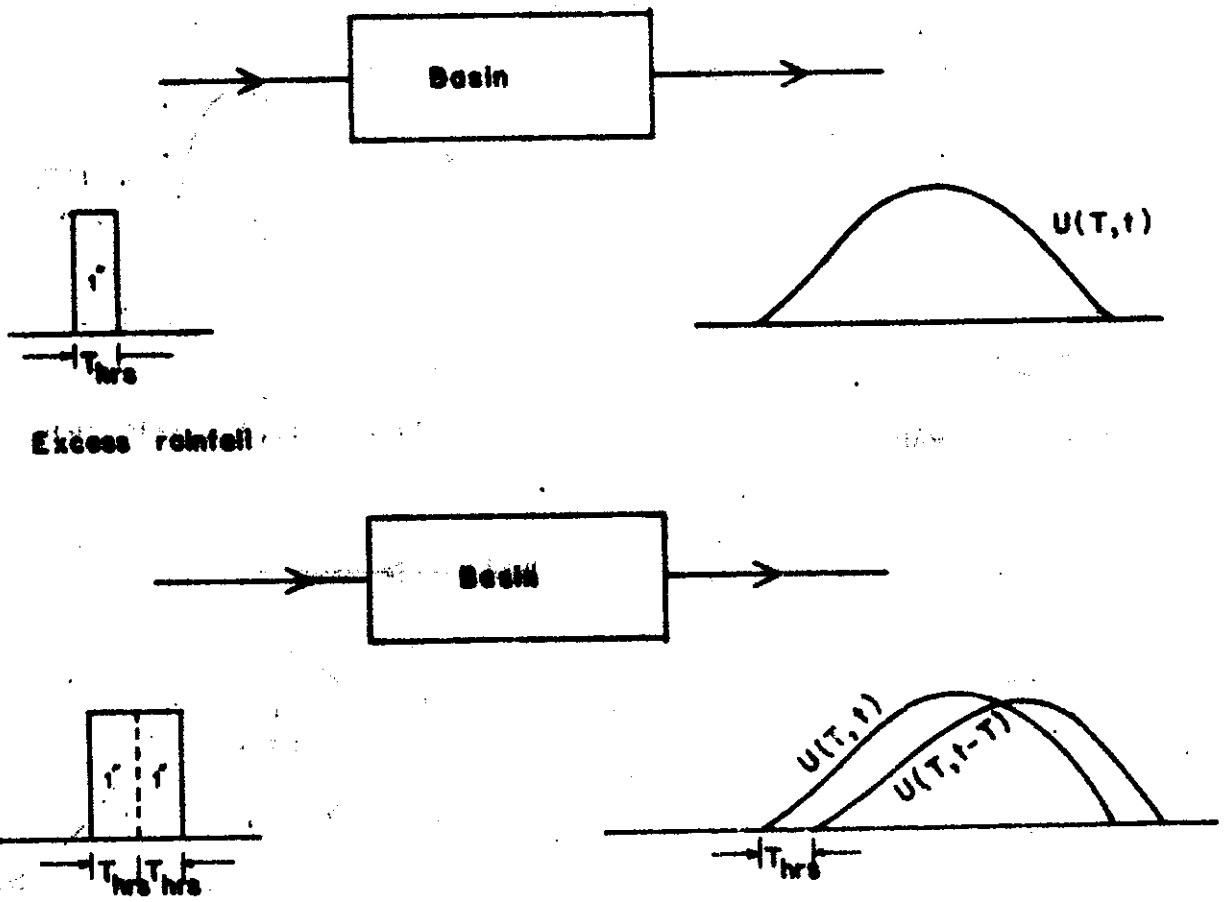 Basin
U(T,t)
1"
T hrs
Excess rainfall
Basin
U(T,t)
U(T,t-T)
1" 1"
T hrs T hrs
T hrs